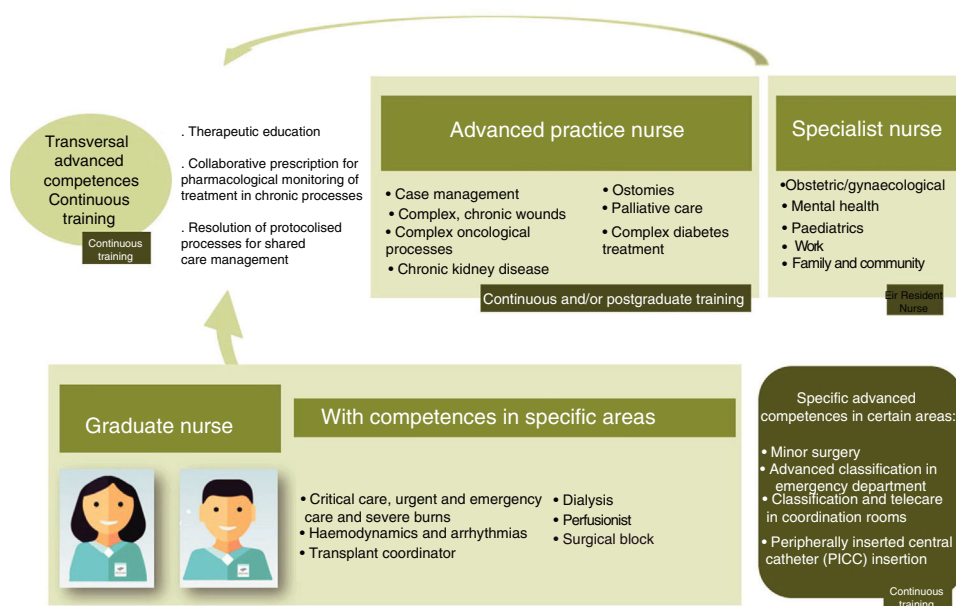 Transversal
advanced
competences
Continuous
training
Continuous
training
. Therapeutic education
. Collaborative prescription for
pharmacological monitoring of
treatment in chronic processes
. Resolution of protocolised
processes for shared
care management
Advanced practice nurse
• Case management
• Complex, chronic wounds
• Complex oncological
processes
• Chronic kidney disease
• Ostomies
• Palliative care
• Complex diabetes
treatment
Continuous and/or postgraduate training
Specialist nurse
•Obstetric/gynaecological
• Mental health
• Paediatrics
• Work
• Family and community
Eir Resident
Nurse
Graduate nurse
With competences in specific areas
• Critical care, urgent and emergency
care and severe burns
• Haemodynamics and arrhythmias
• Transplant coordinator
• Dialysis
• Perfusionist
• Surgical block
Specific advanced
competences in certain areas:
• Minor surgery
• Advanced classification in
emergency department
• Classification and telecare
in coordination rooms
• Peripherally inserted central
catheter (PICC) insertion
Continuous
training